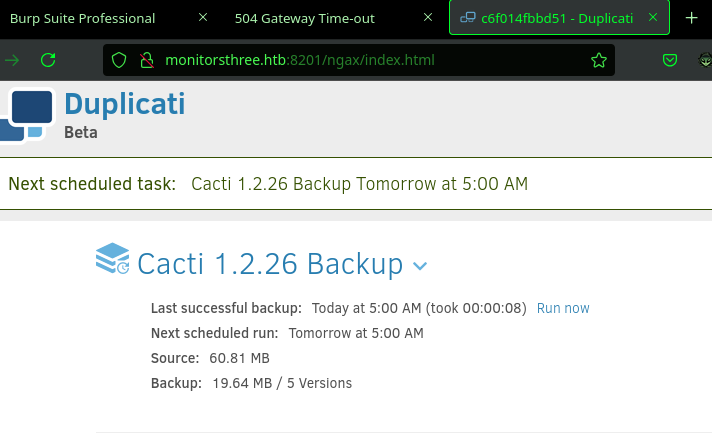 Burp Suite Professional
504 Gateway Time-out
c6f014fbbd51 - Duplicati
monitorsthree.htb:8201/ngax/index.html
Duplicati
Beta
Next scheduled task: Cacti 1.2.26 Backup Tomorrow at 5:00 AM
Cacti 1.2.26 Backup
Last successful backup: Today at 5:00 AM (took 00:00:08) Run now
Next scheduled run: Tomorrow at 5:00 AM
Source: 60.81 MB
Backup: 19.64 MB / 5 Versions